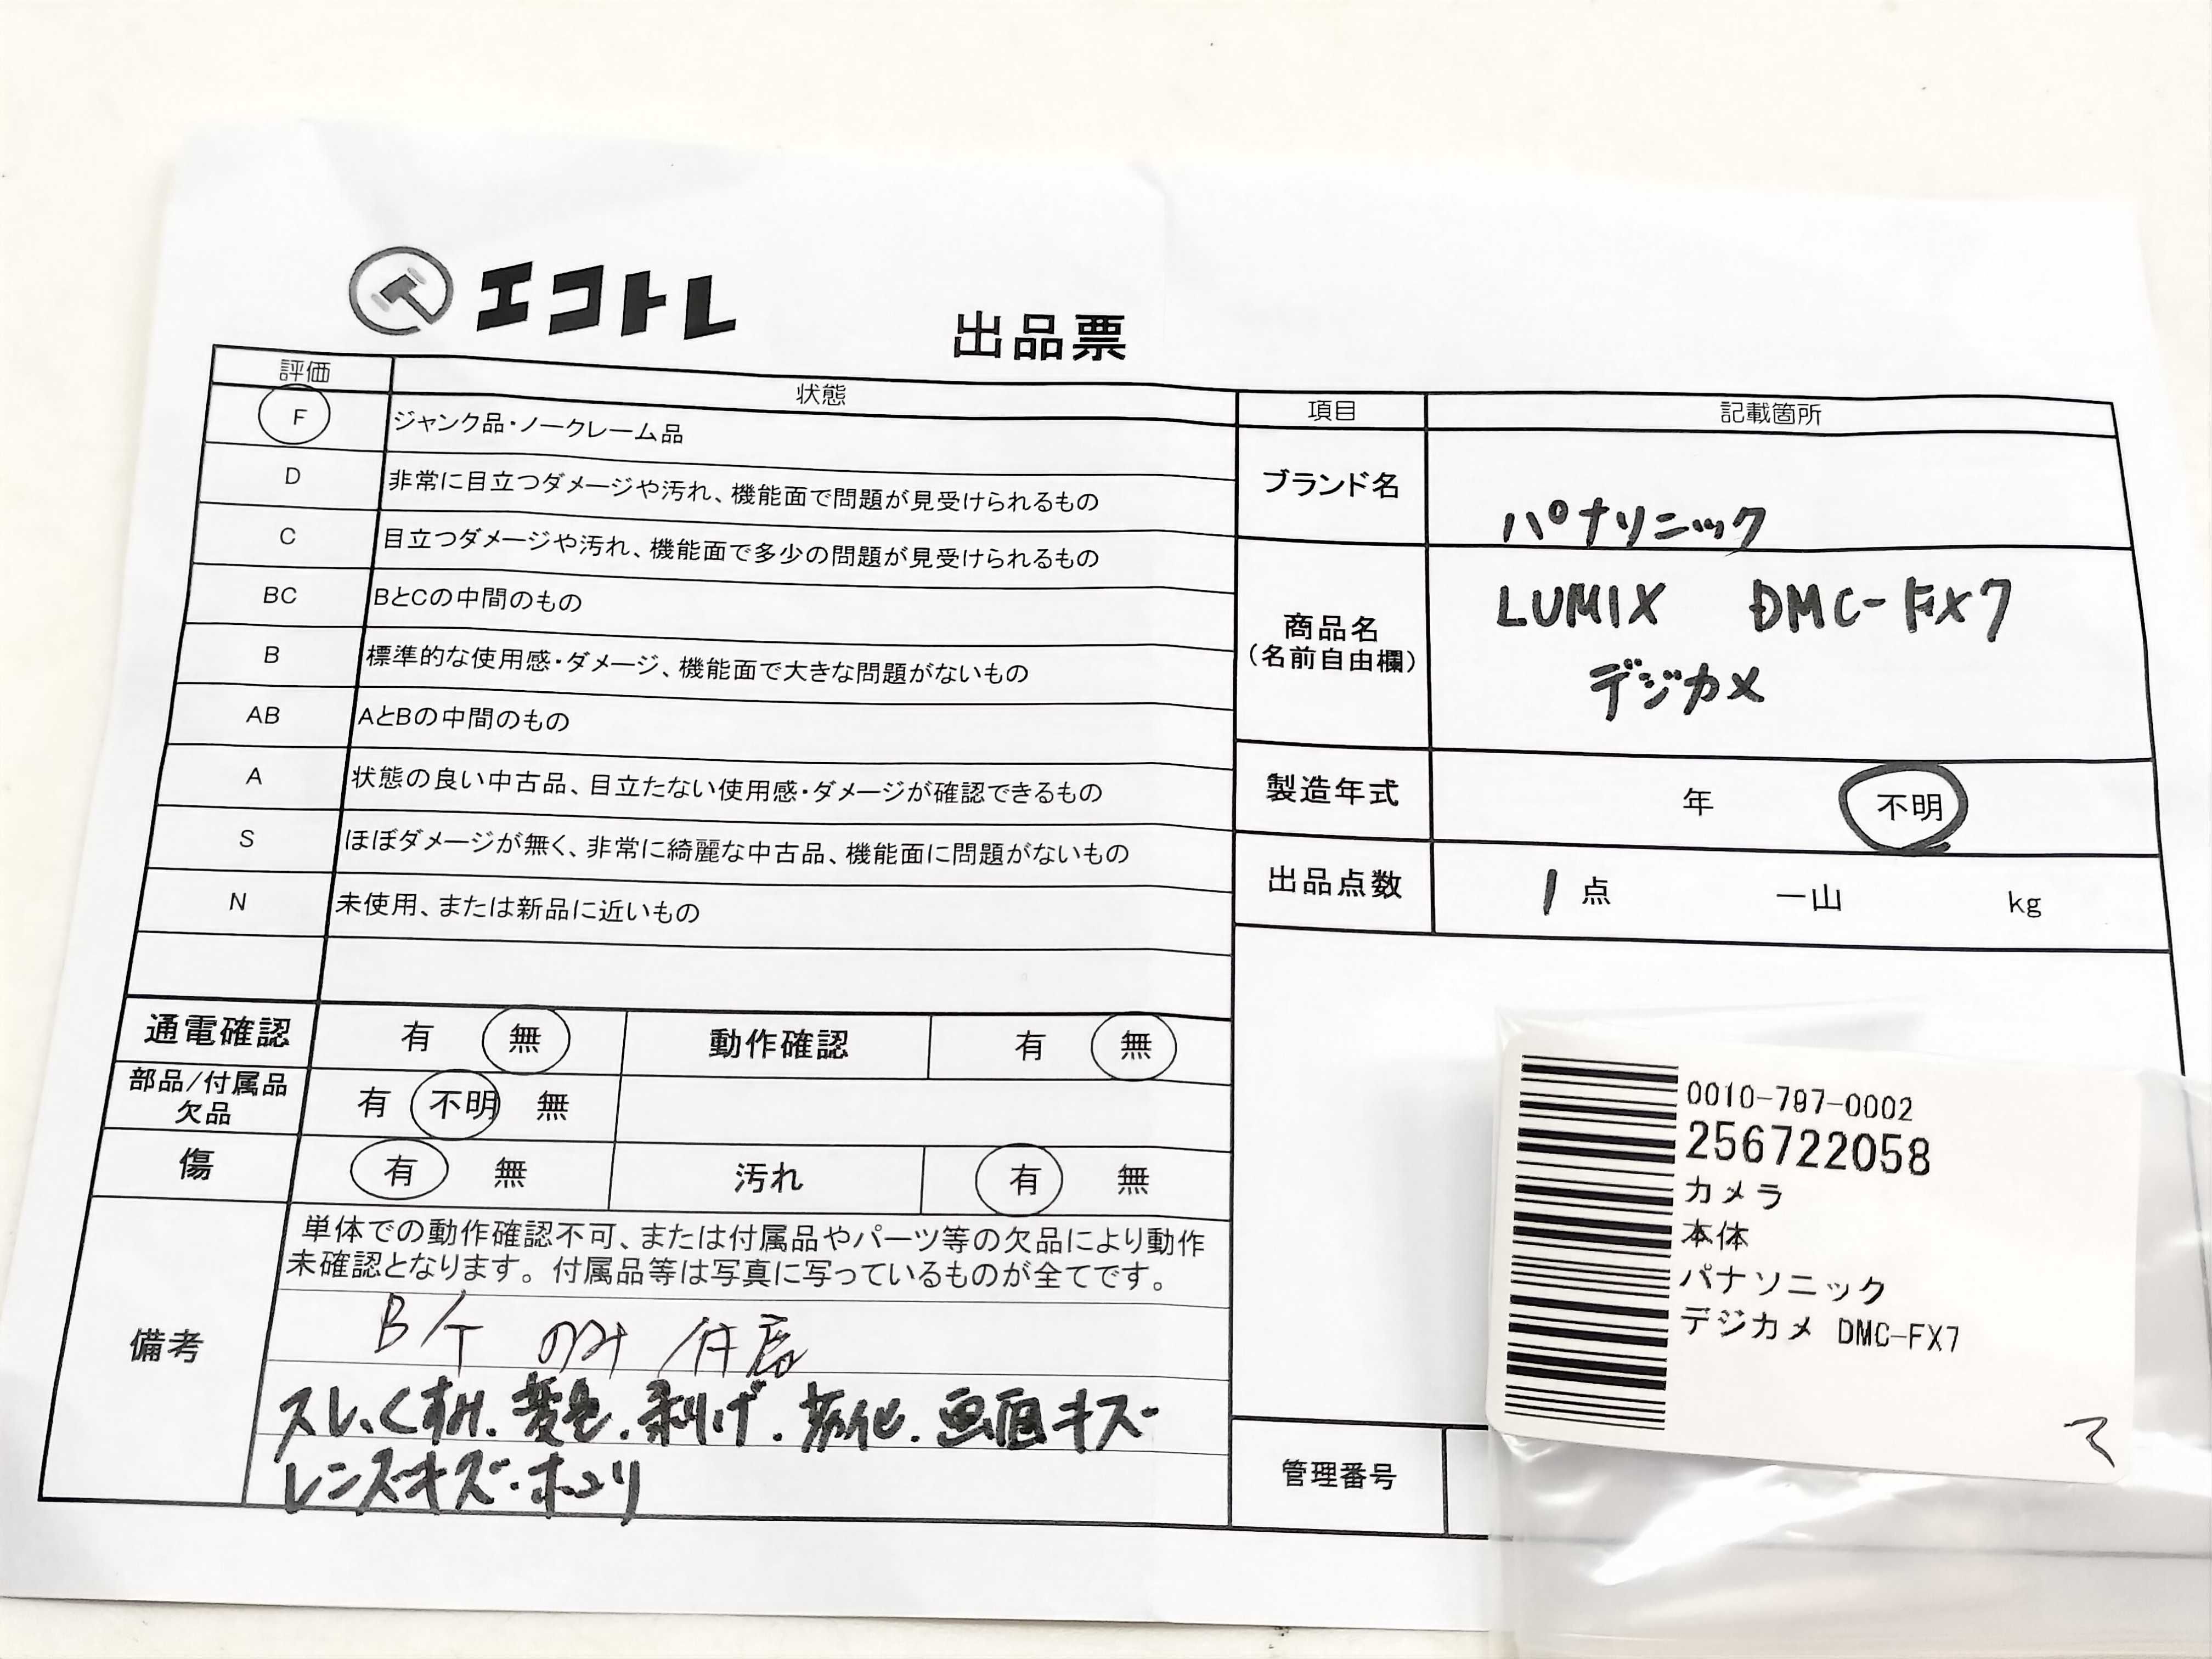 エコトレ
出品票
評価 状態
F ジャンク品・ノークレーム品
D 非常に目立つダメージや汚れ、機能面で問題が見受けられるもの
C 目立つダメージや汚れ、機能面で多少の問題が見受けられるもの
BC BとCの中間のもの
B 標準的な使用感・ダメージ、機能面で大きな問題がないもの
AB AとBの中間のもの
A 状態の良い中古品、目立たない使用感・ダメージが確認できるもの
S ほぼダメージが無く、非常に綺麗な中古品、機能面に問題がないもの
N 未使用、または新品に近いもの
通電確認 有 無 動作確認 有 無
部品/付属品
欠品 有 不明 無
傷 有 無 汚れ 有 無
備考
単体での動作確認不可、または付属品やパーツ等の欠品により動作
未確認となります。付属品等は写真に写っているものが全てです。
B/T のみ 付属
スレ、くすみ、変色、剥げ、劣化、画面キズ
レンズキズ・ホコリ
項目 記載箇所
ブランド名 パナソニック
商品名
(名前自由欄)
LUMIX DMC-FX7
デジカメ
製造年式 年 不明
出品点数 1点 一山 kg
管理番号
0010-797-0002
256722058
カメラ
本体
パナソニック
デジカメ DMC-FX7